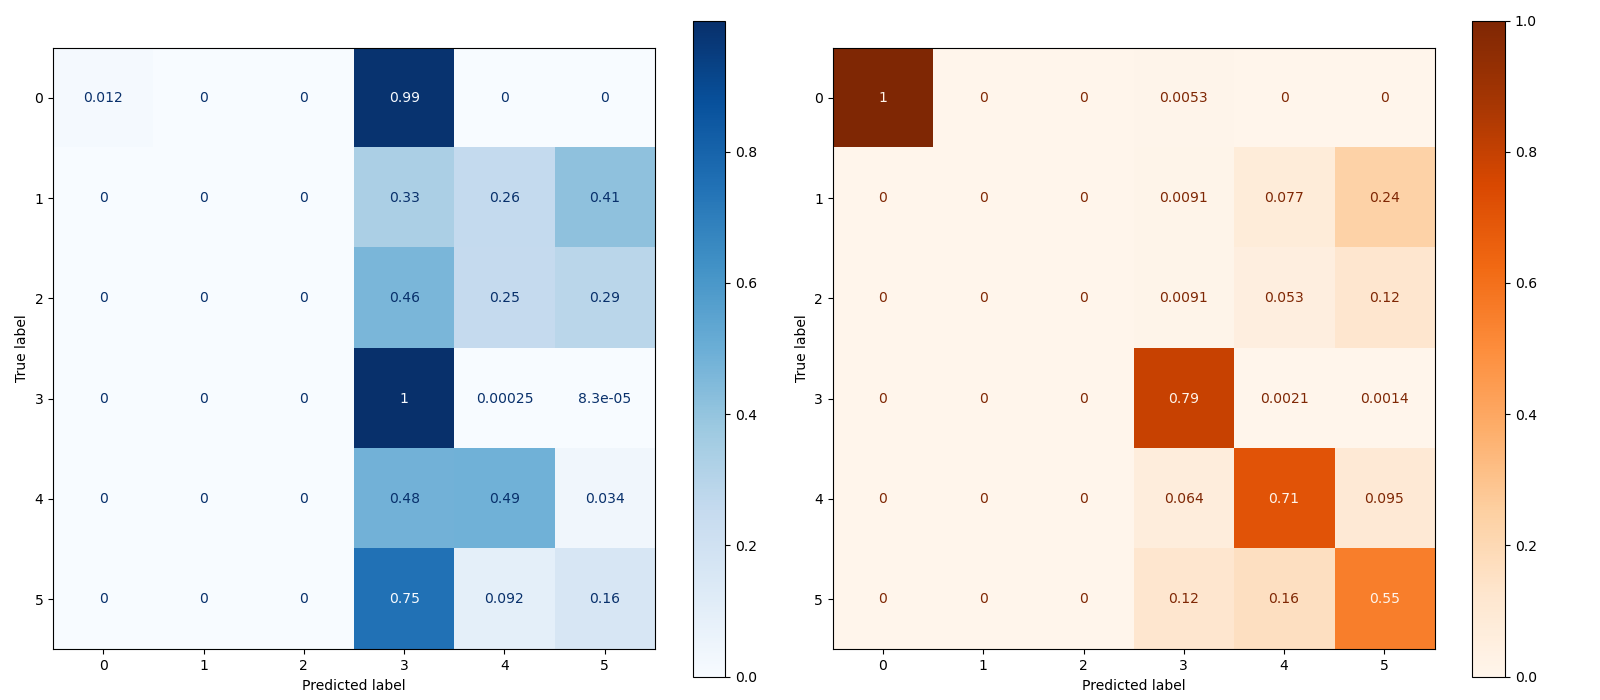 0 0.012 0 0 0.99 0 0
1 0 0 0 0.33 0.26 0.41
2 0 0 0 0.46 0.25 0.29
3 0 0 0 1 0.00025 8.3e-05
4 0 0 0 0.48 0.49 0.034
5 0 0 0 0.75 0.092 0.16
0 1 2 3 4 5
True label
Predicted label
0.8
0.6
0.4
0.2
0.0
0 1 0 0 0.0053 0 0
1 0 0 0 0.0091 0.077 0.24
2 0 0 0 0.0091 0.053 0.12
3 0 0 0 0.79 0.0021 0.0014
4 0 0 0 0.064 0.71 0.095
5 0 0 0 0.12 0.16 0.55
0 1 2 3 4 5
True label
Predicted label
1.0
0.8
0.6
0.4
0.2
0.0